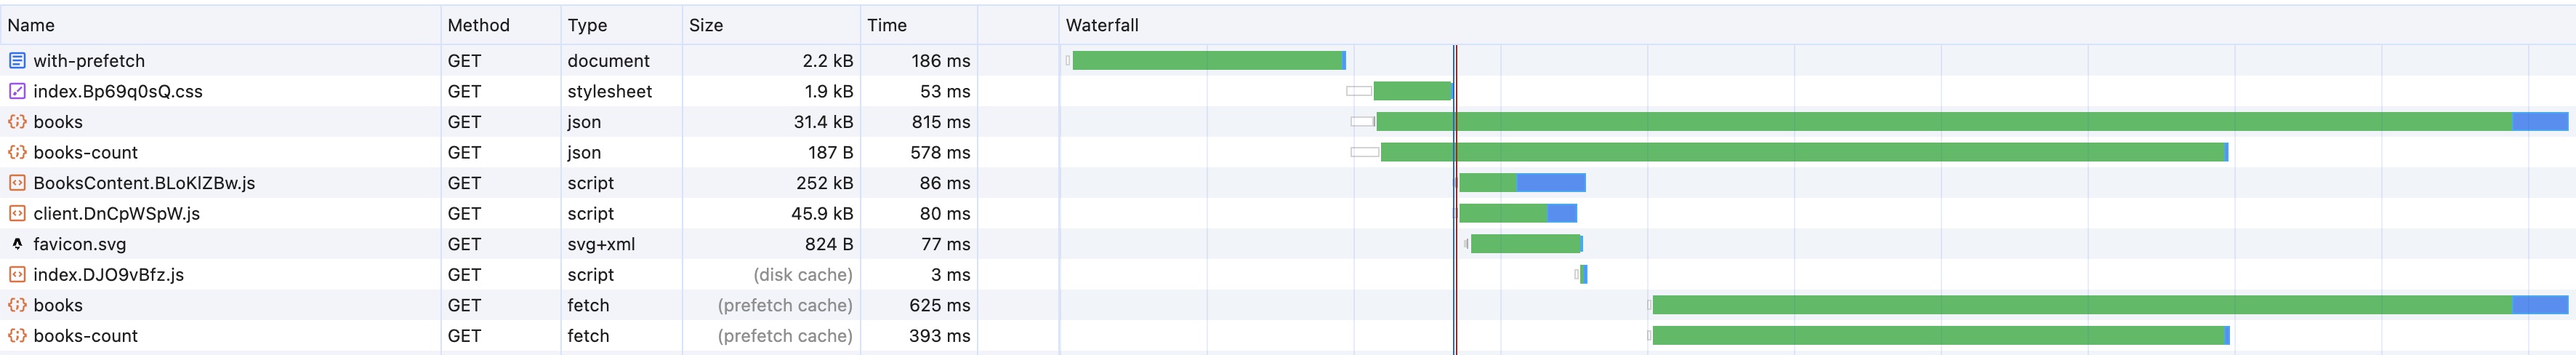 Name Method Type Size Time Waterfall
with-prefetch GET document 2.2 kB 186 ms
index.Bp69q0sQ.css GET stylesheet 1.9 kB 53 ms
books GET json 31.4 kB 815 ms
books-count GET json 187 B 578 ms
BooksContent.BLoKlZBw.js GET script 252 kB 86 ms
client.DnCpWSpW.js GET script 45.9 kB 80 ms
favicon.svg GET svg+xml 824 B 77 ms
index.DJO9vBfz.js GET script (disk cache) 3 ms
books GET fetch (prefetch cache) 625 ms
books-count GET fetch (prefetch cache) 393 ms